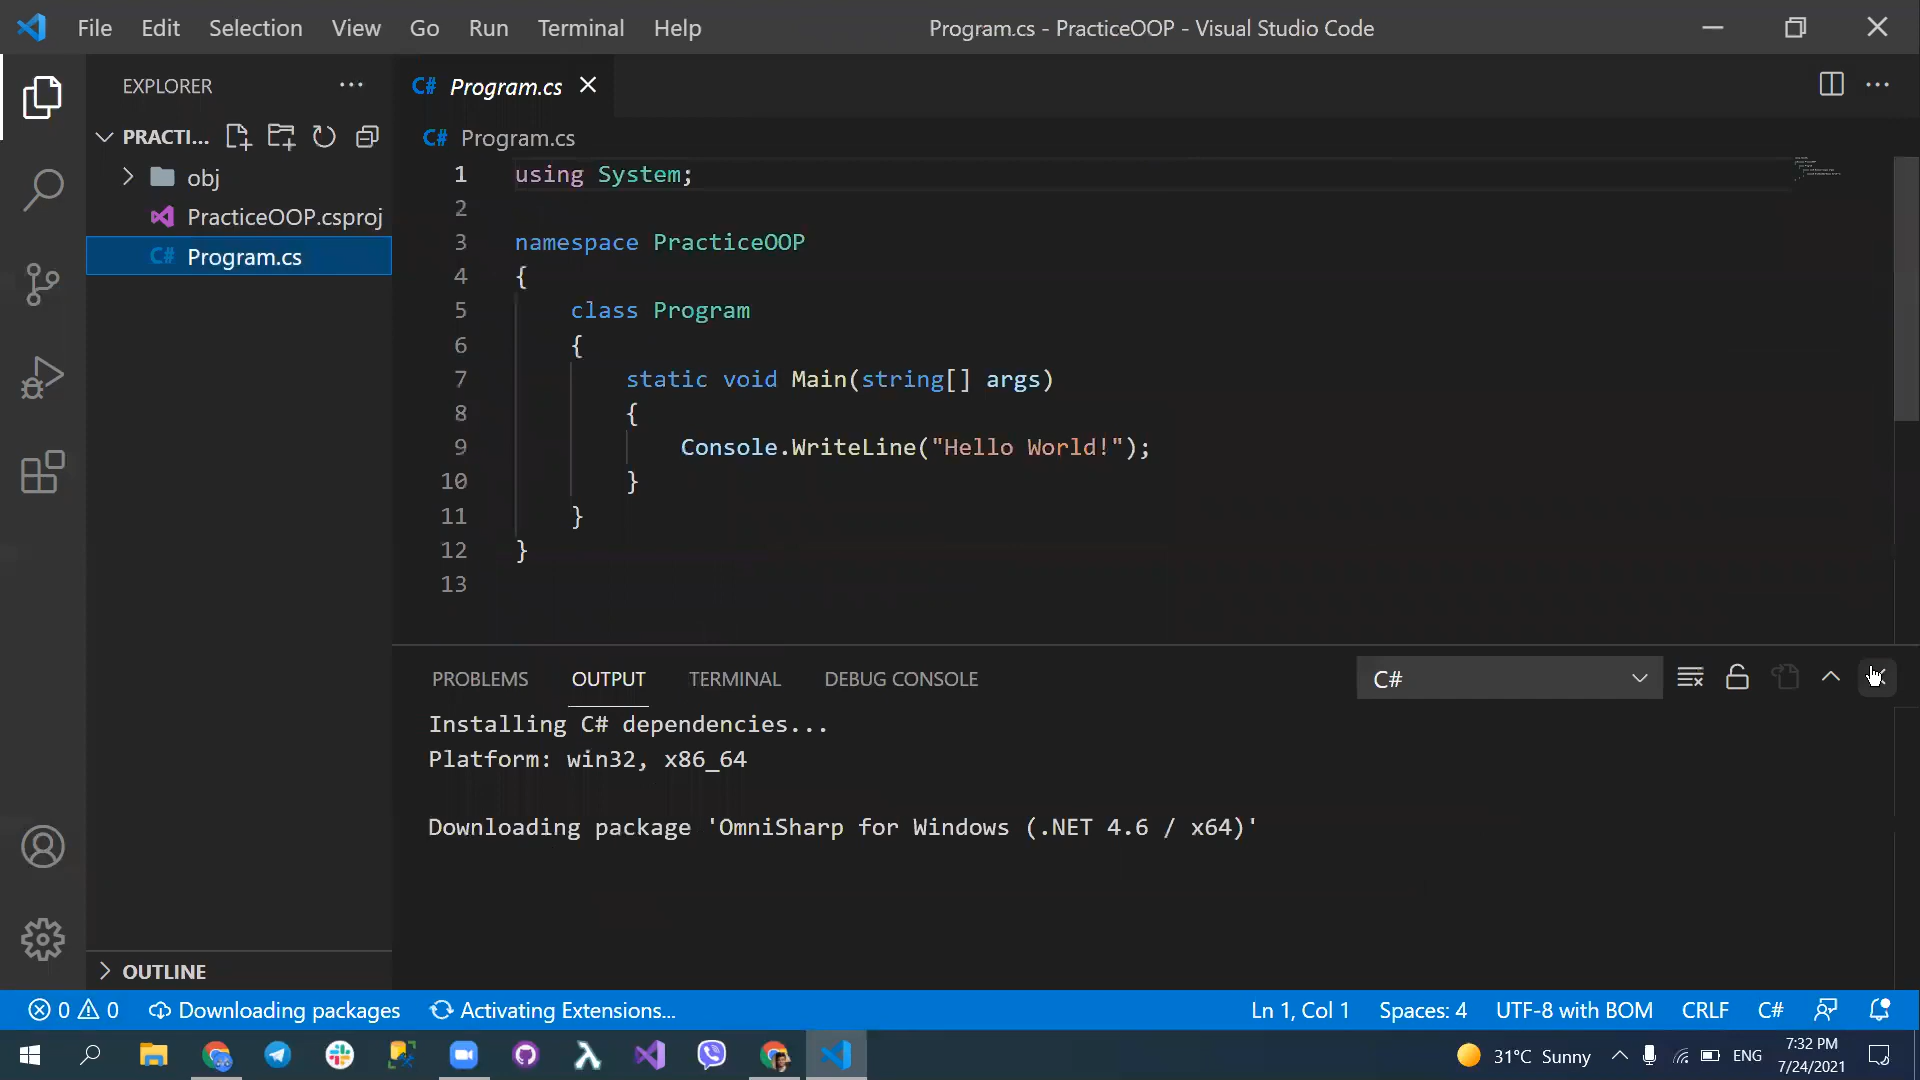 File Edit Selection View Go Run Terminal Help
Program.cs - PracticeOOP - Visual Studio Code
EXPLORER
PRACTI...
obj
PracticeOOP.csproj
C# Program.cs
OUTLINE
C# Program.cs
C# Program.cs
1 using System;
2
3 namespace PracticeOOP
4 {
5 class Program
6 {
7 static void Main(string[] args)
8 {
9 Console.WriteLine("Hello World!");
10 }
11 }
12 }
13
PROBLEMS OUTPUT TERMINAL DEBUG CONSOLE
C#
Installing C# dependencies...
Platform: win32, x86_64
Downloading package 'OmniSharp for Windows (.NET 4.6 / x64)'
0 0 Downloading packages Activating Extensions... Ln 1, Col 1 Spaces: 4 UTF-8 with BOM CRLF C#
31°C Sunny ENG
7:32 PM
7/24/2021